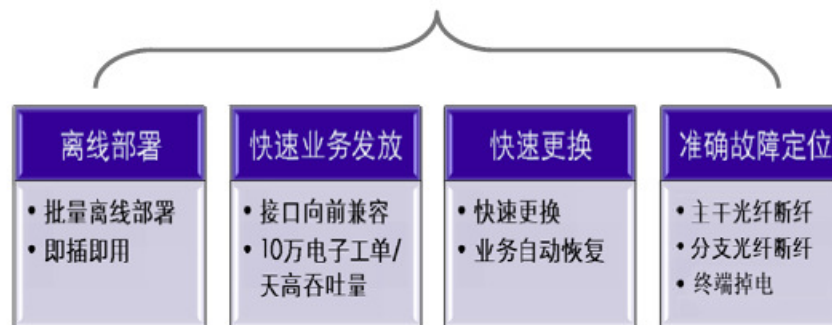 离线部署
• 批量离线部署
• 即插即用
快速业务发放
• 接口向前兼容
• 10万电子工单/
天高吞吐量
快速更换
• 快速更换
• 业务自动恢复
准确故障定位
• 主干光纤断纤
• 分支光纤断纤
• 终端掉电